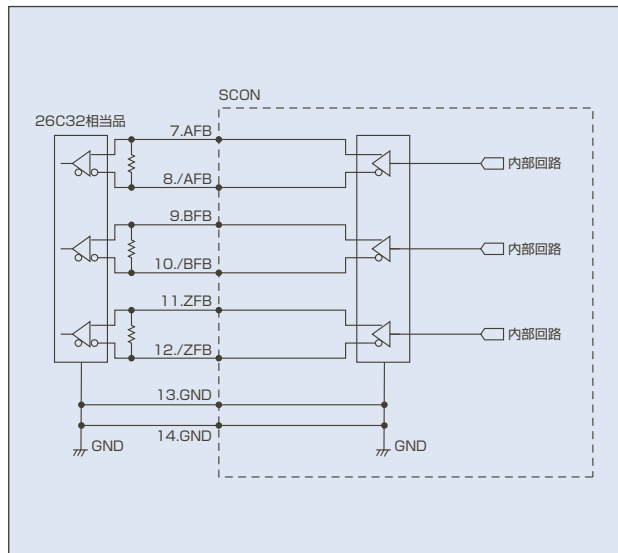 SCON
26C32相当品
7.AFB
内部回路
8./AFB
9.BFB
内部回路
10./BFB
11.ZFB
内部回路
12./ZFB
13.GND
14.GND
GND
GND